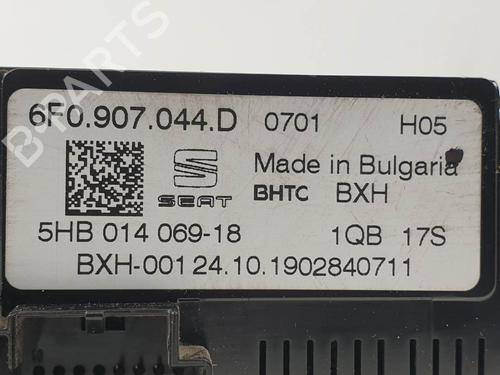 6F0.907.044.D 0701 H05
Made in Bulgaria
SEAT BHTC BXH
5HB 014 069-18 1QB 17S
BXH-001 24.10.1902840711